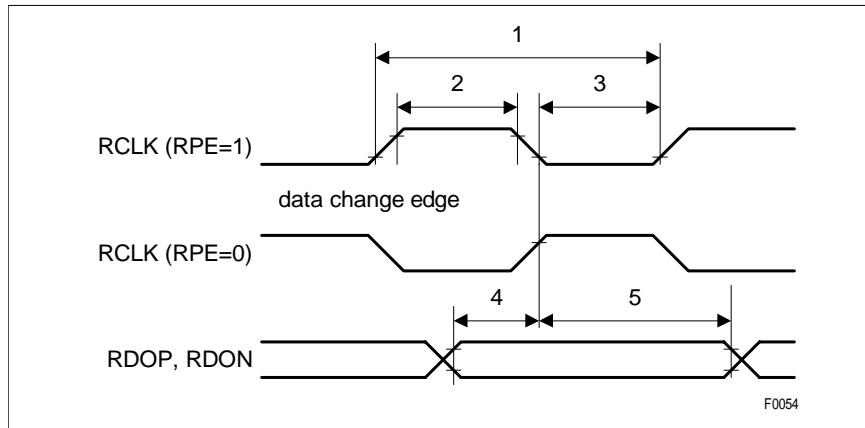 1
2
3
RCLK (RPE=1)
data change edge
RCLK (RPE=0)
4
5
RDOP, RDON
F0054